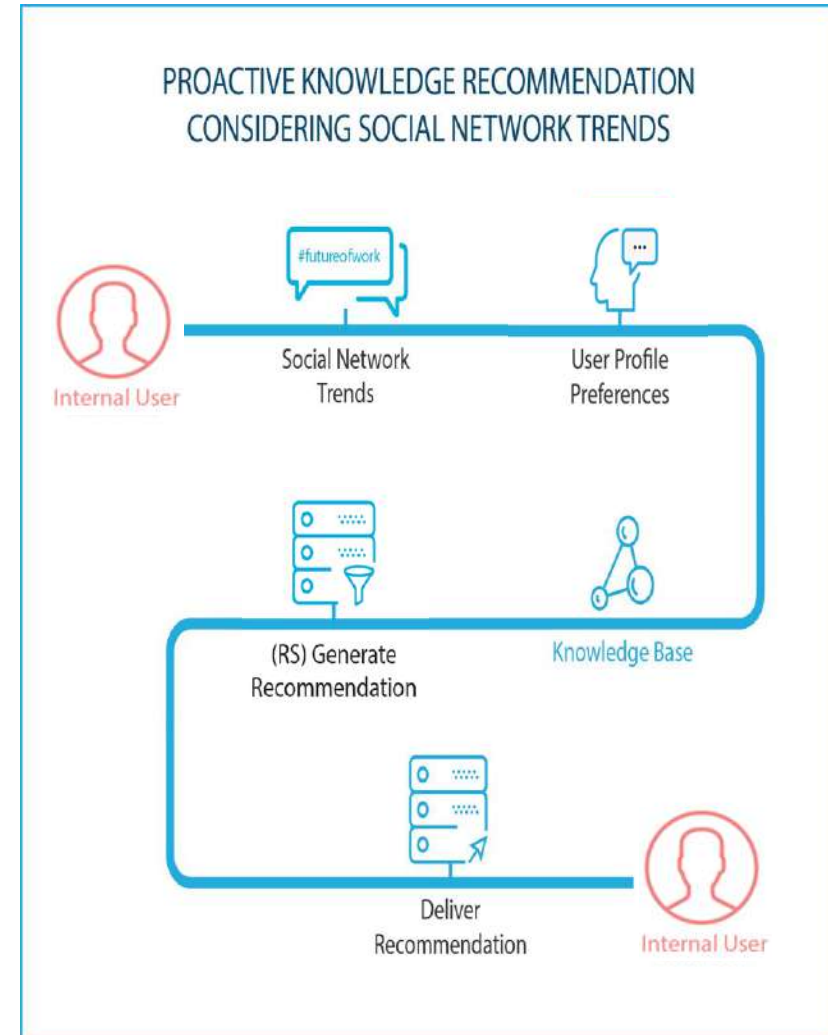 PROACTIVE KNOWLEDGE RECOMMENDATION
CONSIDERING SOCIAL NETWORK TRENDS
#futureofwork
Internal User
Social Network
Trends
User Profile
Preferences
(RS) Generate
Recommendation
Knowledge Base
Deliver
Recommendation
Internal User